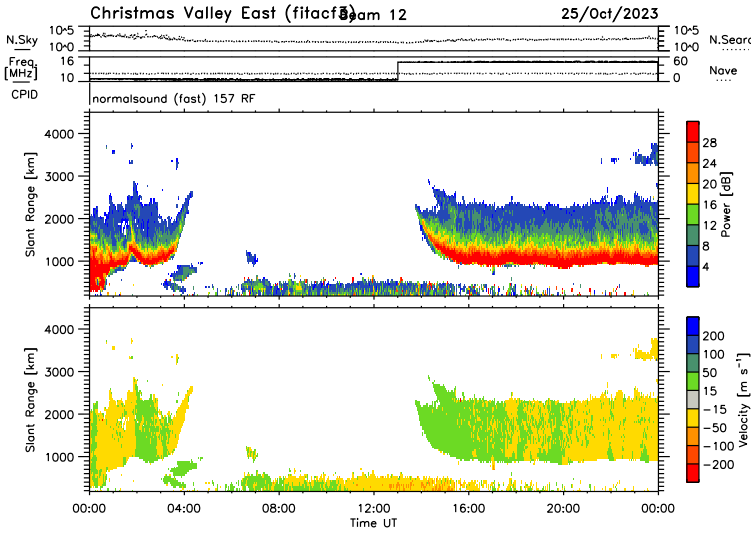 Christmas Valley East (fitacf3) Beam 12 25/Oct/2023
N.Sky 10^5 10^0 10^5 10^0 N.Searc
Freq. [MHz] 16 10 60 0 Nave
CPID normalsound (fast) 157 RF
Slant Range [km] 4000 3000 2000 1000
Power [dB] 28 24 20 16 12 8 4
Slant Range [km] 4000 3000 2000 1000
Velocity [m s⁻¹] 200 100 50 15 −15 −50 −100 −200
00:00 04:00 08:00 12:00 16:00 20:00 00:00
Time UT